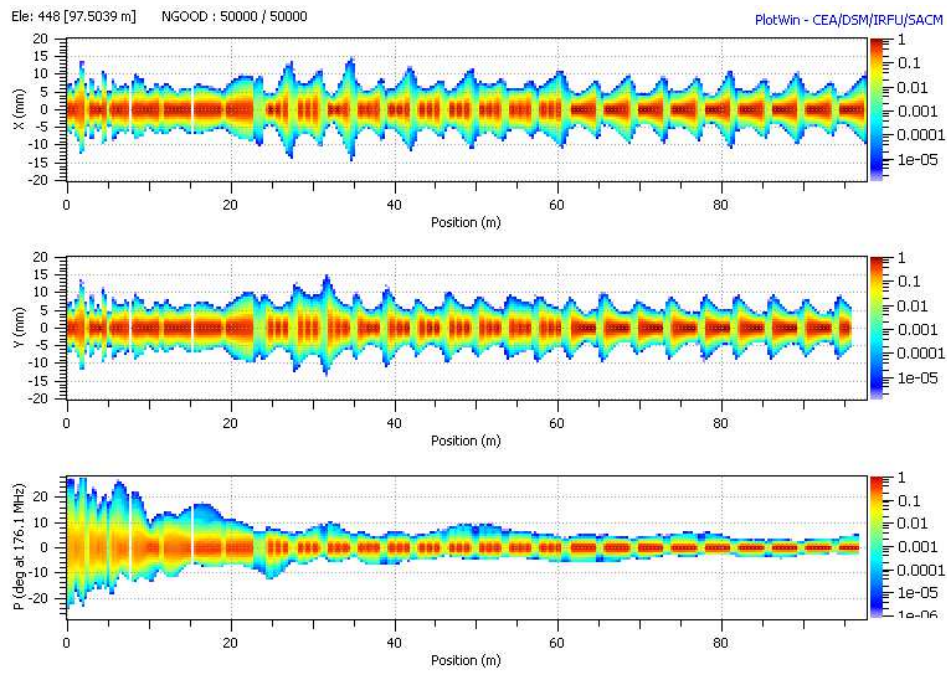 Ele: 448 [97.5039 m] NGOOD : 50000 / 50000
PlotWin - CEA/DSM/IRFU/SACM
X (mm)
20
15
10
5
0
-5
-10
-15
-20
0 20 40 60 80
Position (m)
1
0.1
0.01
0.001
0.0001
1e-05
Y (mm)
20
15
10
5
0
-5
-10
-15
-20
0 20 40 60 80
Position (m)
1
0.1
0.01
0.001
0.0001
1e-05
P (deg at 176.1 MHz)
20
10
0
-10
-20
0 20 40 60 80
Position (m)
1
0.1
0.01
0.001
0.0001
1e-05
1e-06